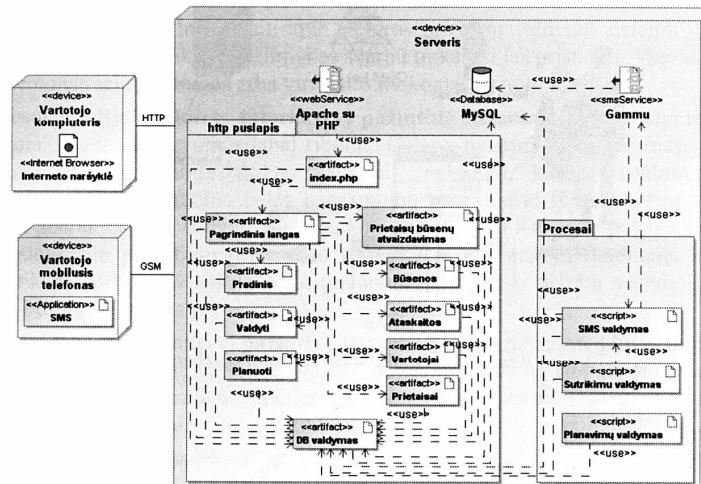 <<device>>
Serveris
<<device>>
Vartotojo
kompiuteris
<<Internet Browser>>
Interneto naršyklė
HTTP
<<webService>>
Apache su
PHP
<<Database>>
MySQL
<<smsService>>
Gammu
<<use>>
<<use>>
http puslapis
<<use>>
<<use>>
<<artifact>>
index.php
<<use>>
<<use>>
<<use>>
<<use>>
<<use>>
<<artifact>>
Pagrindinis langas
<<use>>
<<artifact>>
Prietaisų būsenų
atvaizdavimas
Procesai
<<device>>
Vartotojo
mobilusis
telefonas
<<Application>>
SMS
GSM
<<artifact>>
Pradinis
<<artifact>>
Būsenos
<<artifact>>
Valdyti
<<artifact>>
Ataskaitos
<<script>>
SMS valdymas
<<artifact>>
Planuoti
<<artifact>>
Vartotojai
<<use>>
<<script>>
Sutrikimu valdymas
<<use>>
<<artifact>>
Prietaisai
<<use>>
<<use>>
<<artifact>>
DB valdymas
<<script>>
Planavimų valdymas
<<use>>